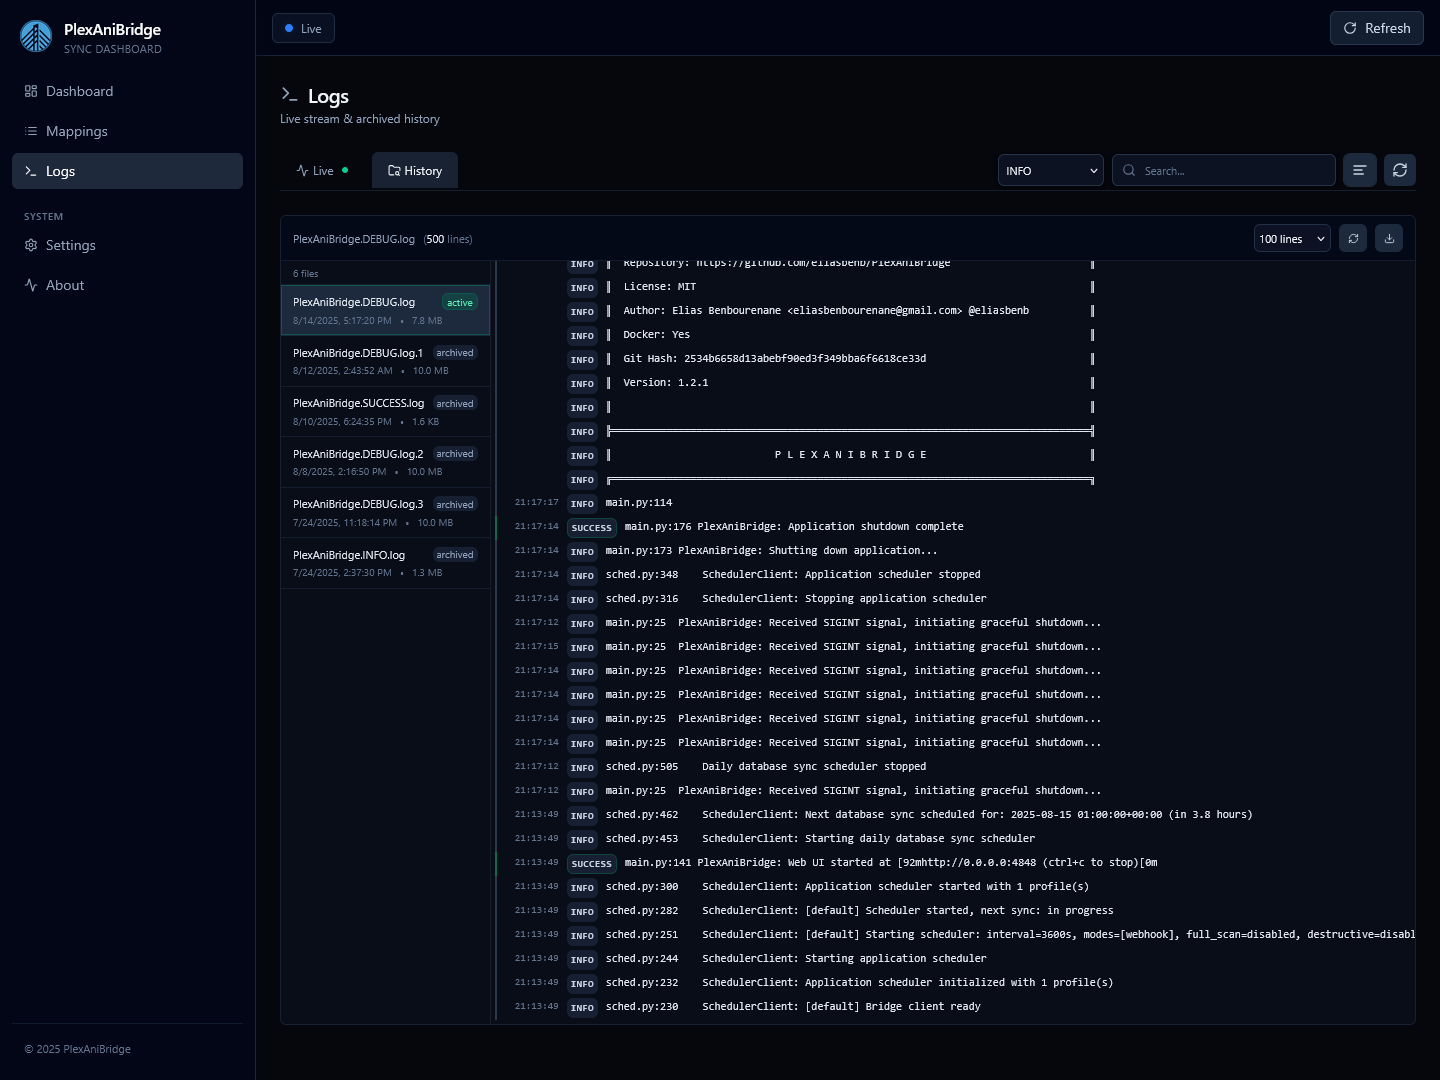 PlexAniBridge
SYNC DASHBOARD
Dashboard
Mappings
Logs
SYSTEM
Settings
About
© 2025 PlexAniBridge
Live
Refresh
Logs
Live stream & archived history
Live
History
INFO
Search...
PlexAniBridge.DEBUG.log (500 lines)
100 lines
6 files
PlexAniBridge.DEBUG.log active
8/14/2025, 5:17:20 PM • 7.8 MB
PlexAniBridge.DEBUG.log.1 archived
8/12/2025, 2:43:52 AM • 10.0 MB
PlexAniBridge.SUCCESS.log archived
8/10/2025, 6:24:35 PM • 1.6 KB
PlexAniBridge.DEBUG.log.2 archived
8/8/2025, 2:16:50 PM • 10.0 MB
PlexAniBridge.DEBUG.log.3 archived
7/24/2025, 11:18:14 PM • 10.0 MB
PlexAniBridge.INFO.log archived
7/24/2025, 2:37:30 PM • 1.3 MB
INFO ║ Repository: https://github.com/eliasbenb/PlexAniBridge ║
INFO ║ License: MIT ║
INFO ║ Author: Elias Benbourenane <eliasbenbourenane@gmail.com> @eliasbenb ║
INFO ║ Docker: Yes ║
INFO ║ Git Hash: 2534b6658d13abebf90ed3f349bba6f6618ce33d ║
INFO ║ Version: 1.2.1 ║
INFO ║ ║
INFO
INFO ║ P L E X A N I B R I D G E ║
INFO
21:17:17 INFO main.py:114
21:17:14 SUCCESS main.py:176 PlexAniBridge: Application shutdown complete
21:17:14 INFO main.py:173 PlexAniBridge: Shutting down application...
21:17:14 INFO sched.py:348 SchedulerClient: Application scheduler stopped
21:17:14 INFO sched.py:316 SchedulerClient: Stopping application scheduler
21:17:12 INFO main.py:25 PlexAniBridge: Received SIGINT signal, initiating graceful shutdown...
21:17:15 INFO main.py:25 PlexAniBridge: Received SIGINT signal, initiating graceful shutdown...
21:17:14 INFO main.py:25 PlexAniBridge: Received SIGINT signal, initiating graceful shutdown...
21:17:14 INFO main.py:25 PlexAniBridge: Received SIGINT signal, initiating graceful shutdown...
21:17:14 INFO main.py:25 PlexAniBridge: Received SIGINT signal, initiating graceful shutdown...
21:17:14 INFO main.py:25 PlexAniBridge: Received SIGINT signal, initiating graceful shutdown...
21:17:12 INFO sched.py:505 Daily database sync scheduler stopped
21:17:12 INFO main.py:25 PlexAniBridge: Received SIGINT signal, initiating graceful shutdown...
21:13:49 INFO sched.py:462 SchedulerClient: Next database sync scheduled for: 2025-08-15 01:00:00+00:00 (in 3.8 hours)
21:13:49 INFO sched.py:453 SchedulerClient: Starting daily database sync scheduler
21:13:49 SUCCESS main.py:141 PlexAniBridge: Web UI started at [92mhttp://0.0.0.0:4848 (ctrl+c to stop)[0m
21:13:49 INFO sched.py:300 SchedulerClient: Application scheduler started with 1 profile(s)
21:13:49 INFO sched.py:282 SchedulerClient: [default] Scheduler started, next sync: in progress
21:13:49 INFO sched.py:251 SchedulerClient: [default] Starting scheduler: interval=3600s, modes=[webhook], full_scan=disabled, destructive=disabl
21:13:49 INFO sched.py:244 SchedulerClient: Starting application scheduler
21:13:49 INFO sched.py:232 SchedulerClient: Application scheduler initialized with 1 profile(s)
21:13:49 INFO sched.py:230 SchedulerClient: [default] Bridge client ready